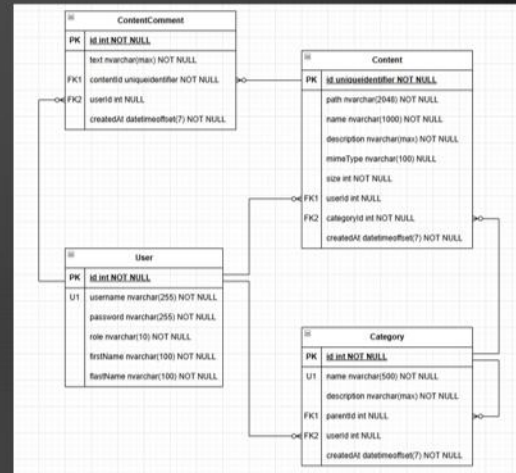 ContentComment
PK id int NOT NULL
text nvarchar(max) NOT NULL
FK1 contentId uniqueidentifier NOT NULL
FK2 userId int NULL
createdAt datetimeoffset(7) NOT NULL
Content
PK id uniqueidentifier NOT NULL
path nvarchar(2048) NOT NULL
name nvarchar(1000) NOT NULL
description nvarchar(max) NOT NULL
mimeType nvarchar(100) NULL
size int NOT NULL
FK1 userId int NULL
FK2 categoryId int NOT NULL
createdAt datetimeoffset(7) NOT NULL
User
PK id int NOT NULL
U1 username nvarchar(255) NOT NULL
password nvarchar(255) NOT NULL
role nvarchar(10) NOT NULL
firstName nvarchar(100) NOT NULL
flastName nvarchar(100) NOT NULL
Category
PK id int NOT NULL
U1 name nvarchar(500) NOT NULL
description nvarchar(max) NOT NULL
FK1 parentId int NULL
FK2 userId int NULL
createdAt datetimeoffset(7) NOT NULL